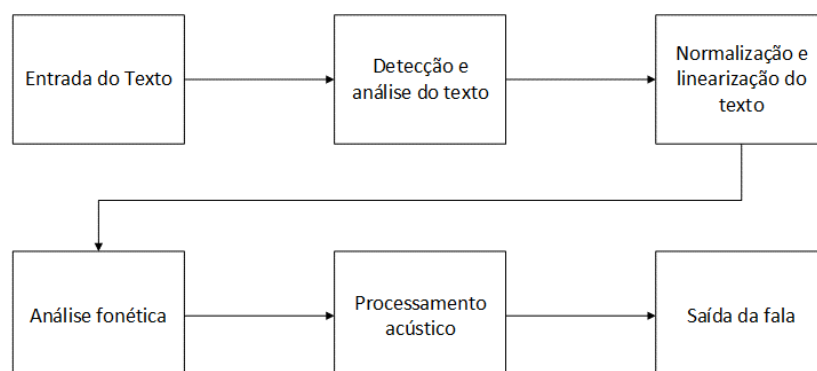 Entrada do Texto
Detecção e
análise do texto
Normalização e
linearização do
texto
Análise fonética
Processamento
acústico
Saída da fala